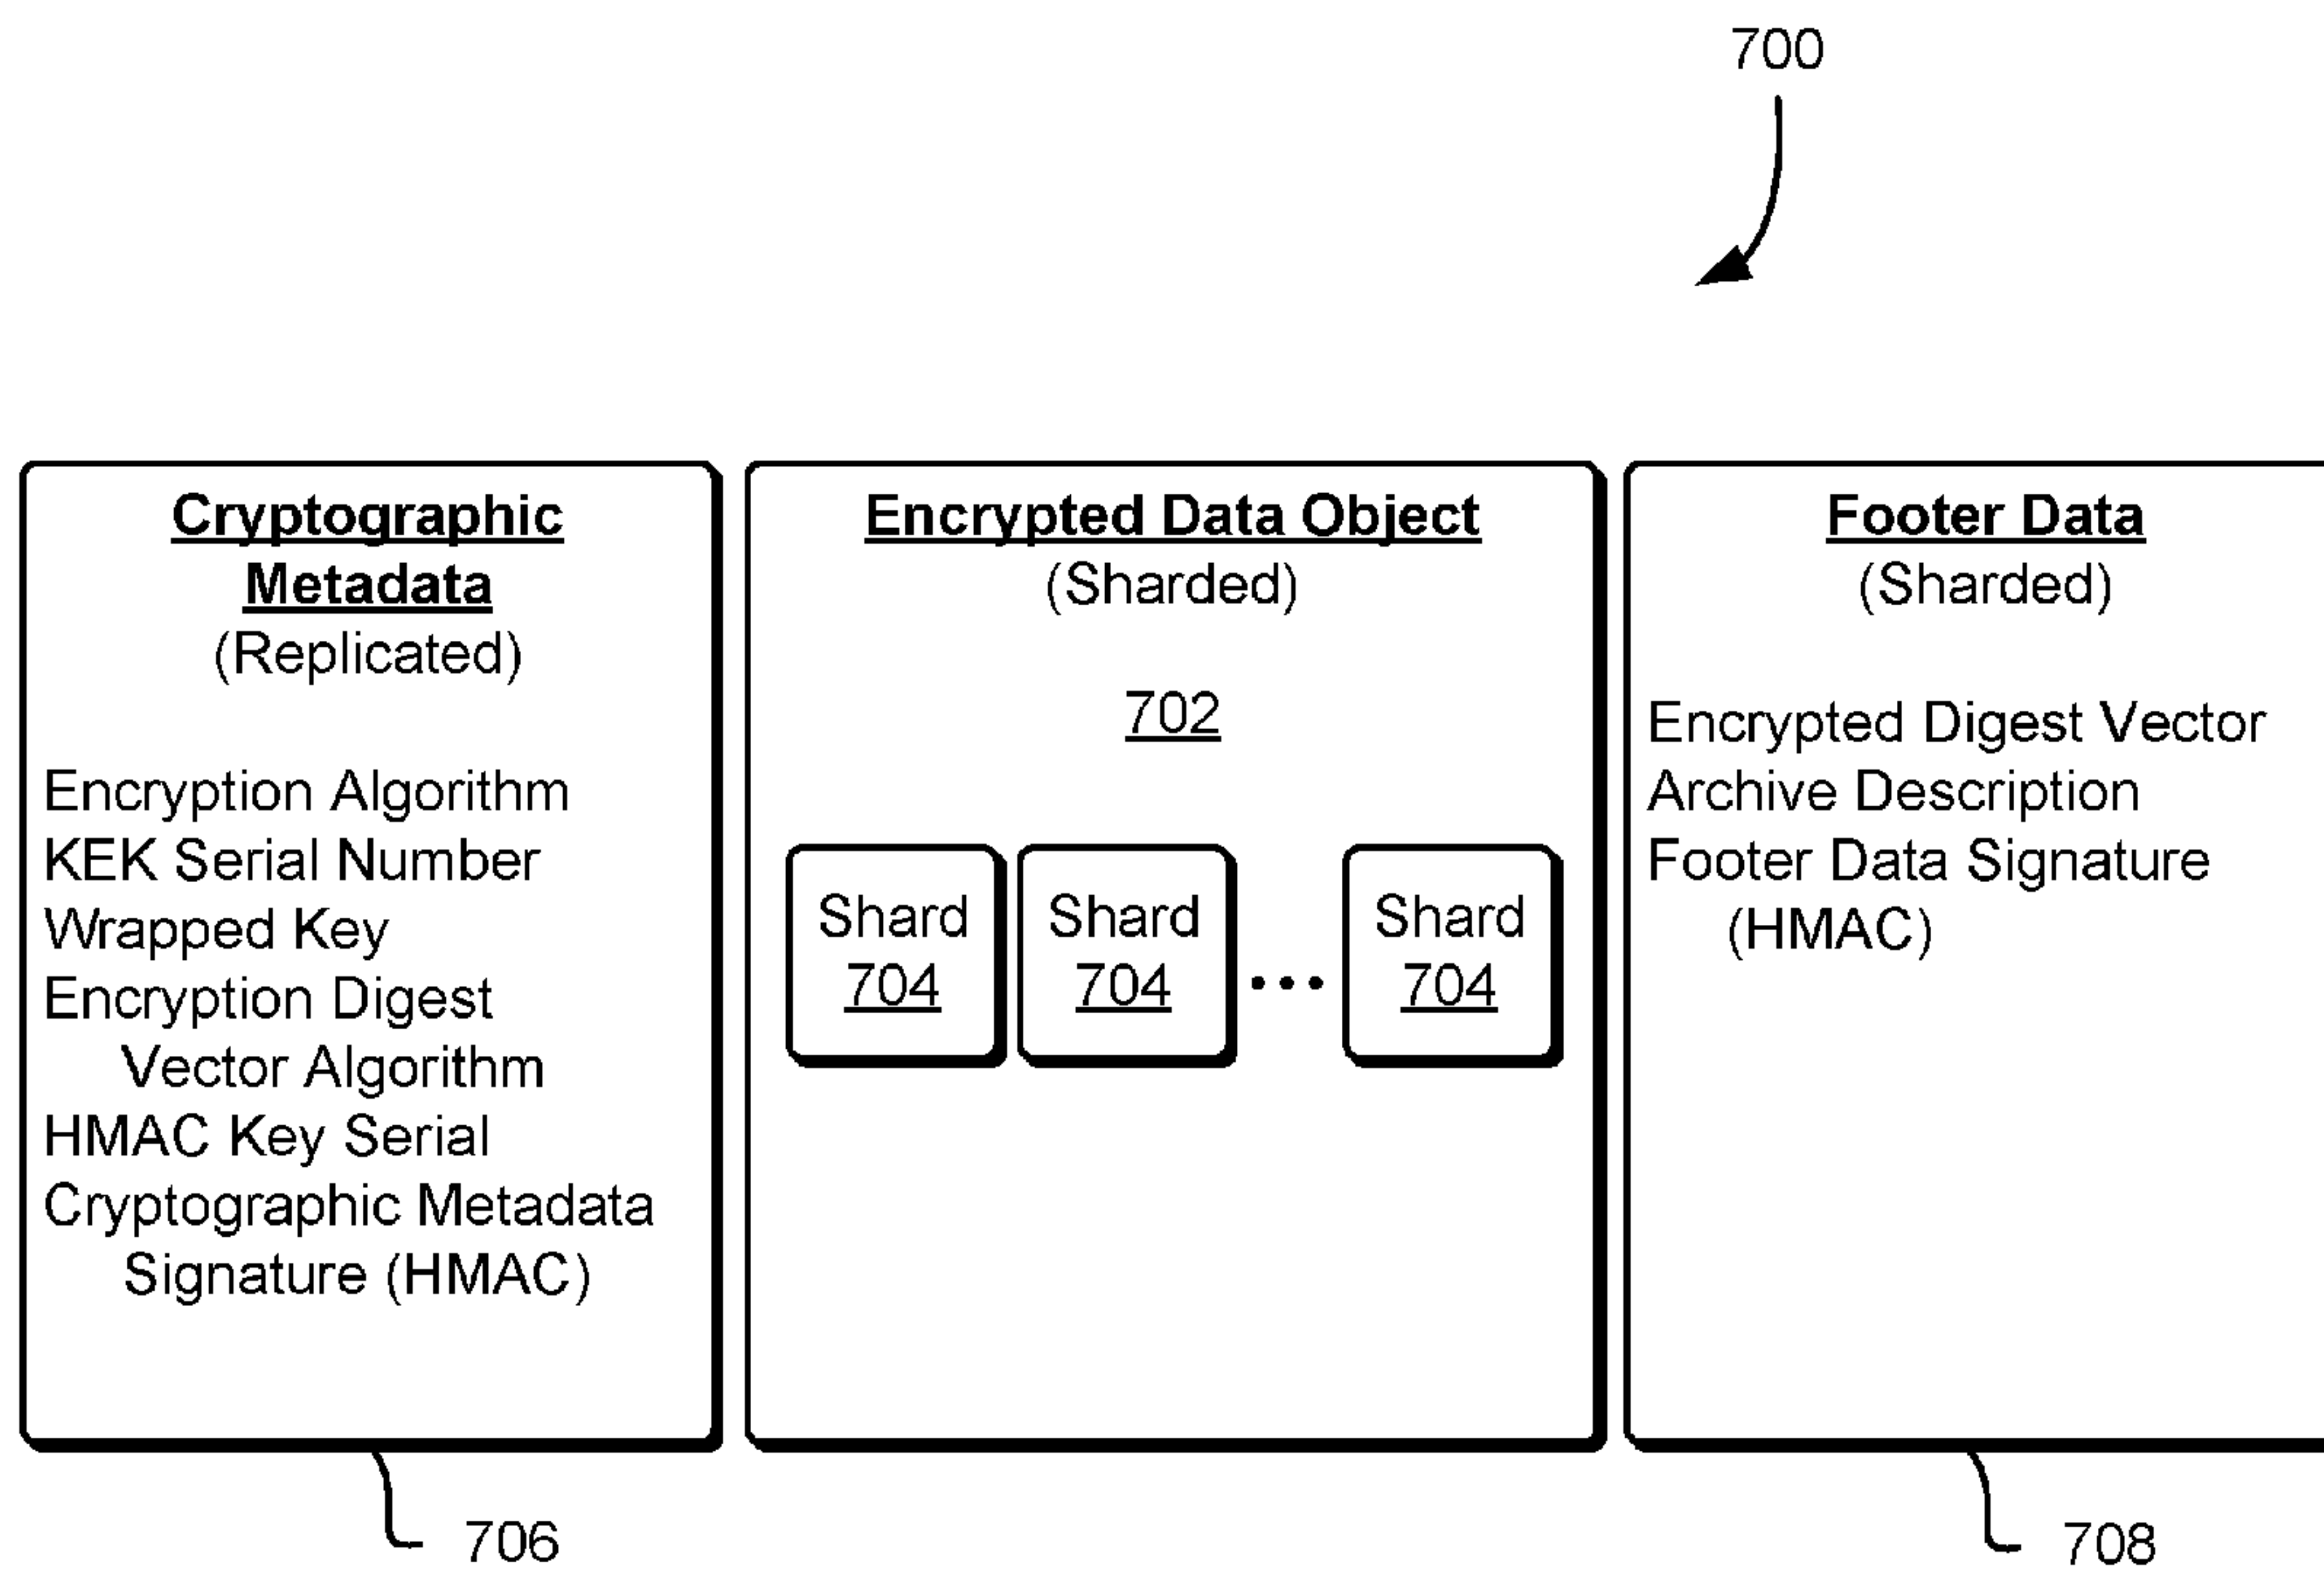 700
Cryptographic
Metadata
(Replicated)
Encryption Algorithm
KEK Serial Number
Wrapped Key
Encryption Digest
Vector Algorithm
HMAC Key Serial
Cryptographic Metadata
Signature (HMAC)
706
Encrypted Data Object
(Sharded)
702
Shard
704
Shard
704
...
Shard
704
Footer Data
(Sharded)
Encrypted Digest Vector
Archive Description
Footer Data Signature
(HMAC)
708